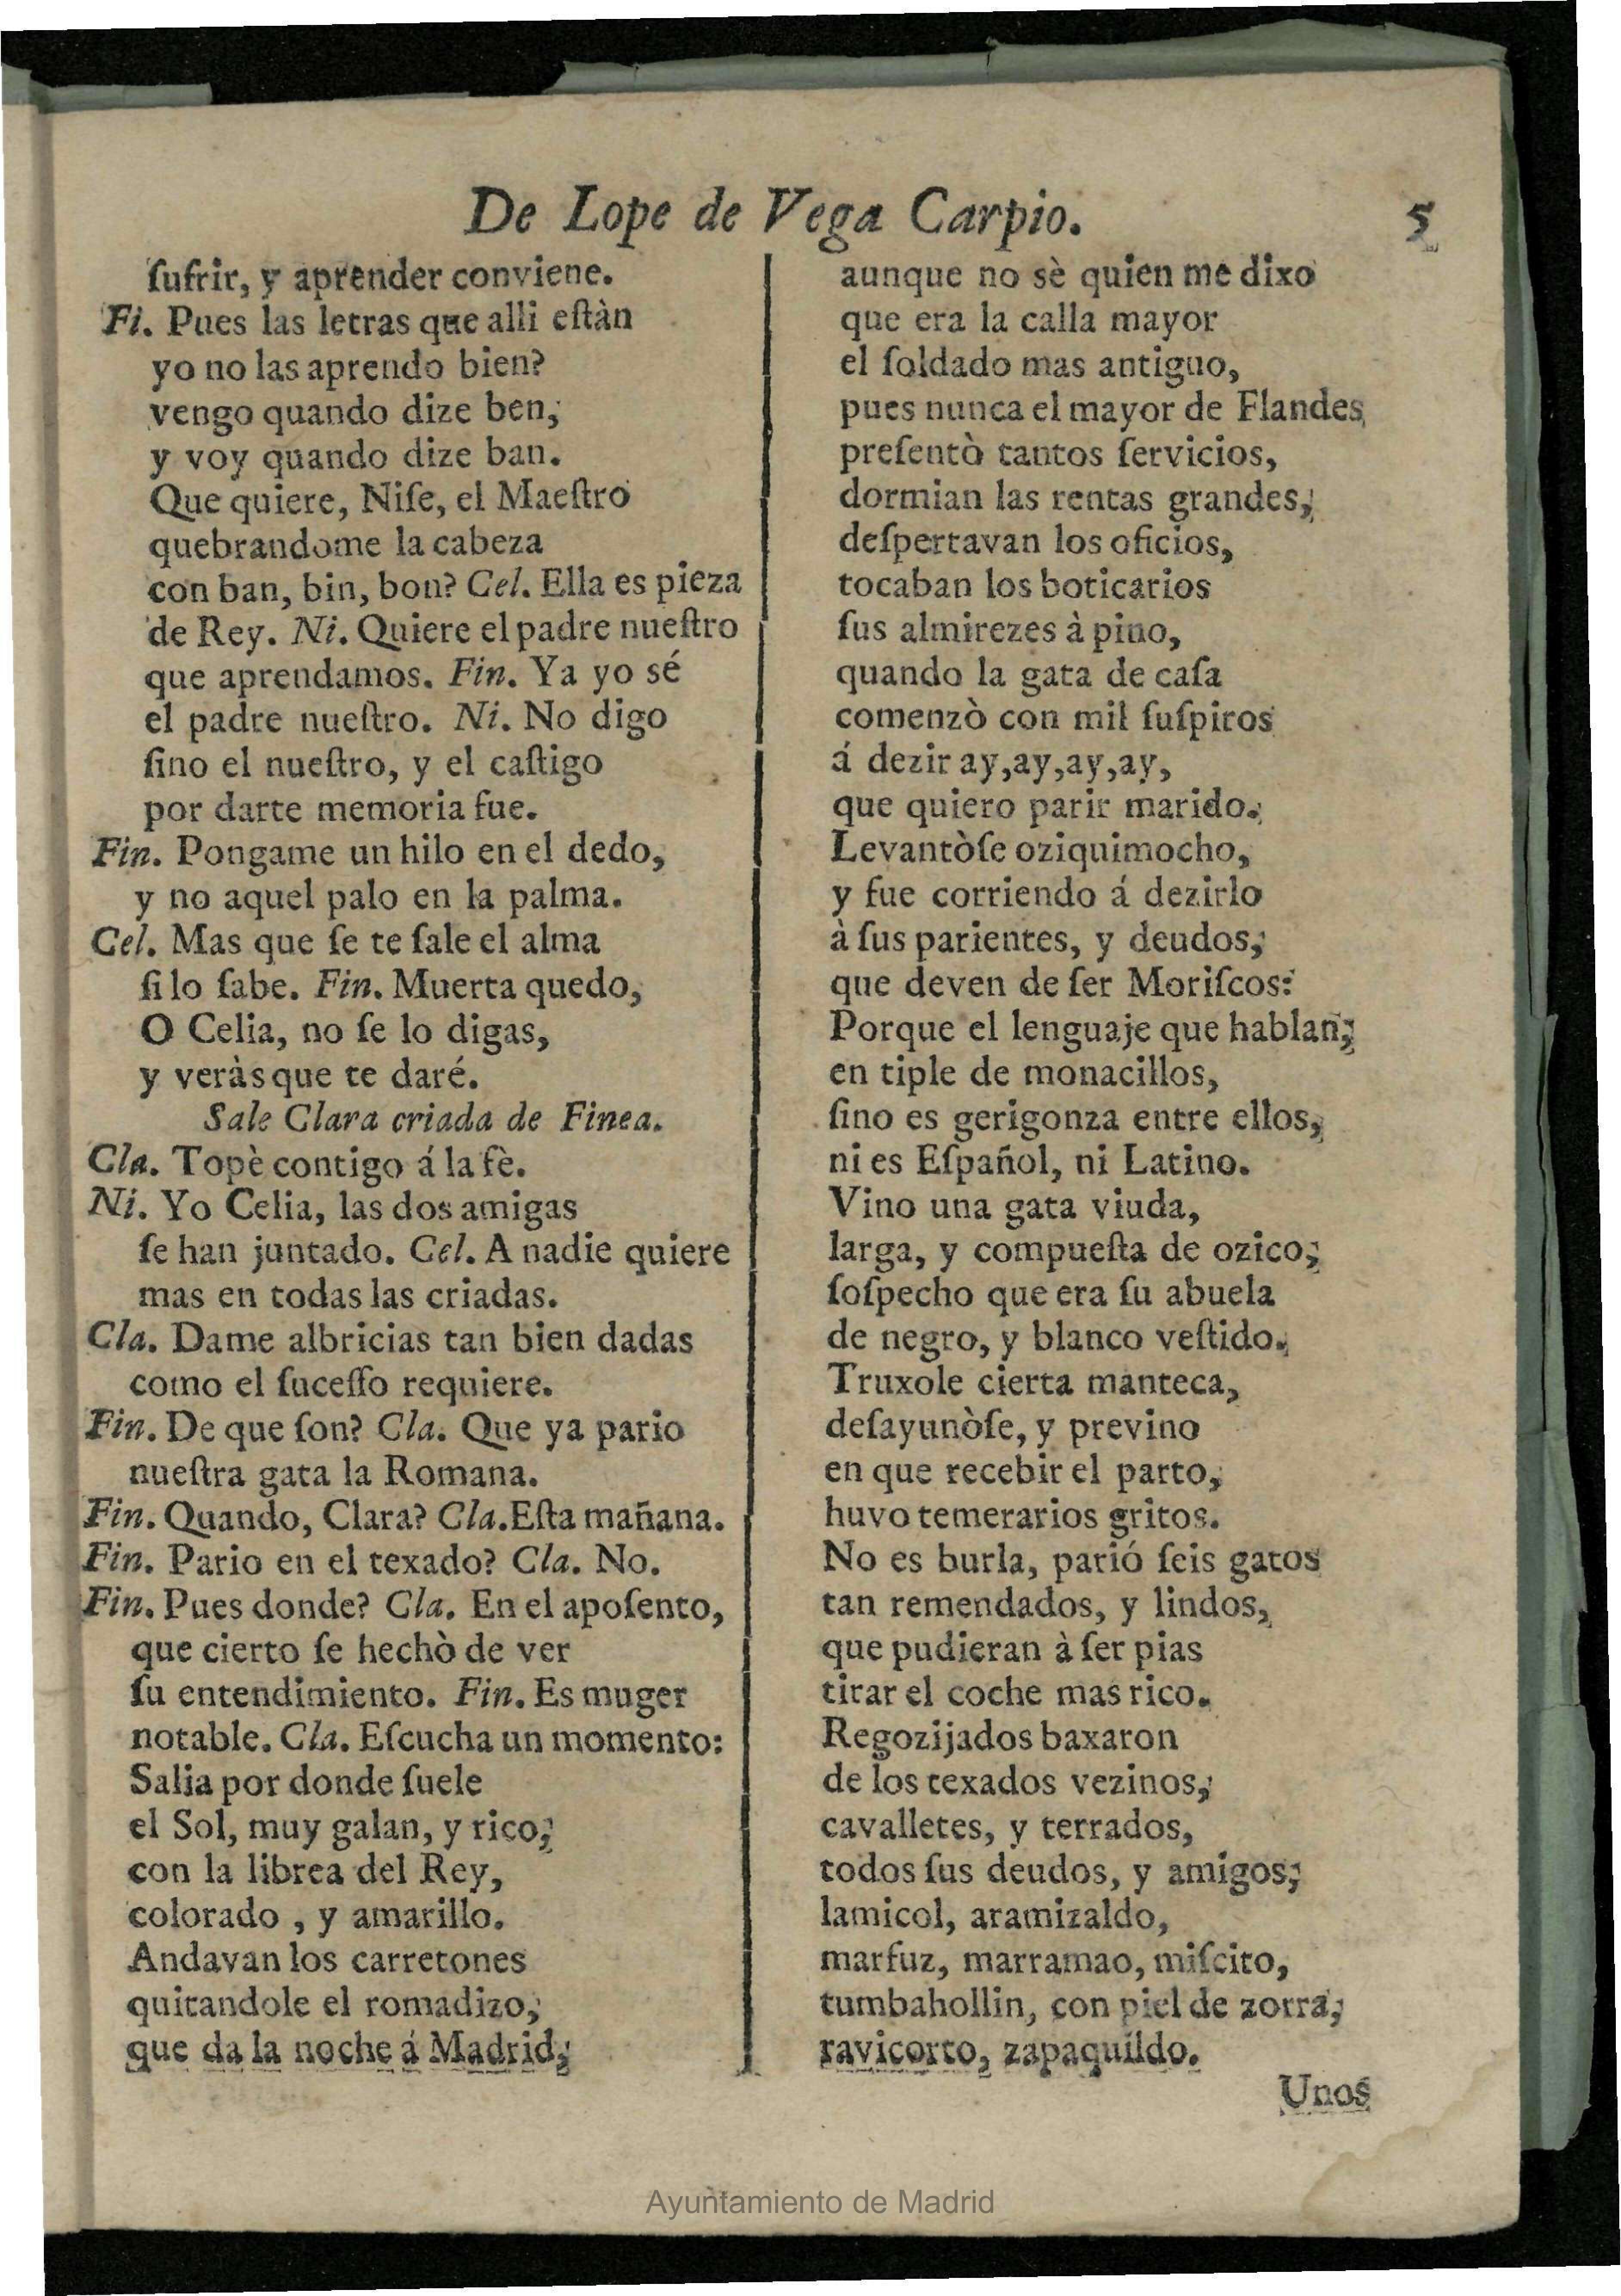 De Lope de Vega Carpio.
5
ſufrir, y aprender conviene.
Fi. Pues las letras que alli eſtàn
yo no las aprendo bien?
vengo quando dize ben,
y voy quando dize ban.
Que quiere, Niſe, el Maeſtro
quebrandome la cabeza
con ban, bin, bon? Cel. Ella es pieza
de Rey. Ni. Quiere el padre nueſtro
que aprendamos. Fin. Ya yo sé
el padre nueſtro. Ni. No digo
ſino el nueſtro, y el caſtigo
por darte memoria fue.
Fin. Pongame un hilo en el dedo,
y no aquel palo en la palma.
Cel. Mas que ſe te ſale el alma
ſi lo ſabe. Fin. Muerta quedo,
O Celia, no ſe lo digas,
y veràs que te daré.
Sale Clara criada de Finea.
Cla. Topè contigo á la fè.
Ni. Yo Celia, las dos amigas
ſe han juntado. Cel. A nadie quiere
mas en todas las criadas.
Cla. Dame albricias tan bien dadas
como el ſuceſſo requiere.
Fin. De que ſon? Cla. Que ya pario
nueſtra gata la Romana.
Fin. Quando, Clara? Cla. Eſta mañana.
Fin. Pario en el texado? Cla. No.
Fin. Pues donde? Cla. En el apoſento,
que cierto ſe hechò de ver
ſu entendimiento. Fin. Es muger
notable. Cla. Eſcucha un momento:
Salia por donde ſuele
el Sol, muy galan, y rico,
con la librea del Rey,
colorado , y amarillo.
Andavan los carretones
quitandole el romadizo,
que da la noche á Madrid,
aunque no sè quien me dixo
que era la calla mayor
el ſoldado mas antiguo,
pues nunca el mayor de Flandes
preſentò tantos ſervicios,
dormian las rentas grandes,
deſpertavan los oficios,
tocaban los boticarios
ſus almirezes à pino,
quando la gata de caſa
comenzò con mil ſuſpiros
á dezir ay,ay,ay,ay,
que quiero parir marido.
Levantòſe oziquimocho,
y fue corriendo á dezirlo
à ſus parientes, y deudos,
que deven de ſer Moriſcos:
Porque el lenguaje que hablan,
en tiple de monacillos,
ſino es gerigonza entre ellos,
ni es Eſpañol, ni Latino.
Vino una gata viuda,
larga, y compueſta de ozico,
ſoſpecho que era ſu abuela
de negro, y blanco veſtido.
Truxole cierta manteca,
deſayunòſe, y previno
en que recebir el parto,
huvo temerarios gritos.
No es burla, parió ſeis gatos
tan remendados, y lindos,
que pudieran à ſer pias
tirar el coche mas rico.
Regozijados baxaron
de los texados vezinos,
cavalletes, y terrados,
todos ſus deudos, y amigos,
lamicol, aramizaldo,
marfuz, marramao, miſcito,
tumbahollin, con piel de zorra,
ravicorto, zapaquildo.
Unos
Ayuntamiento de Madrid